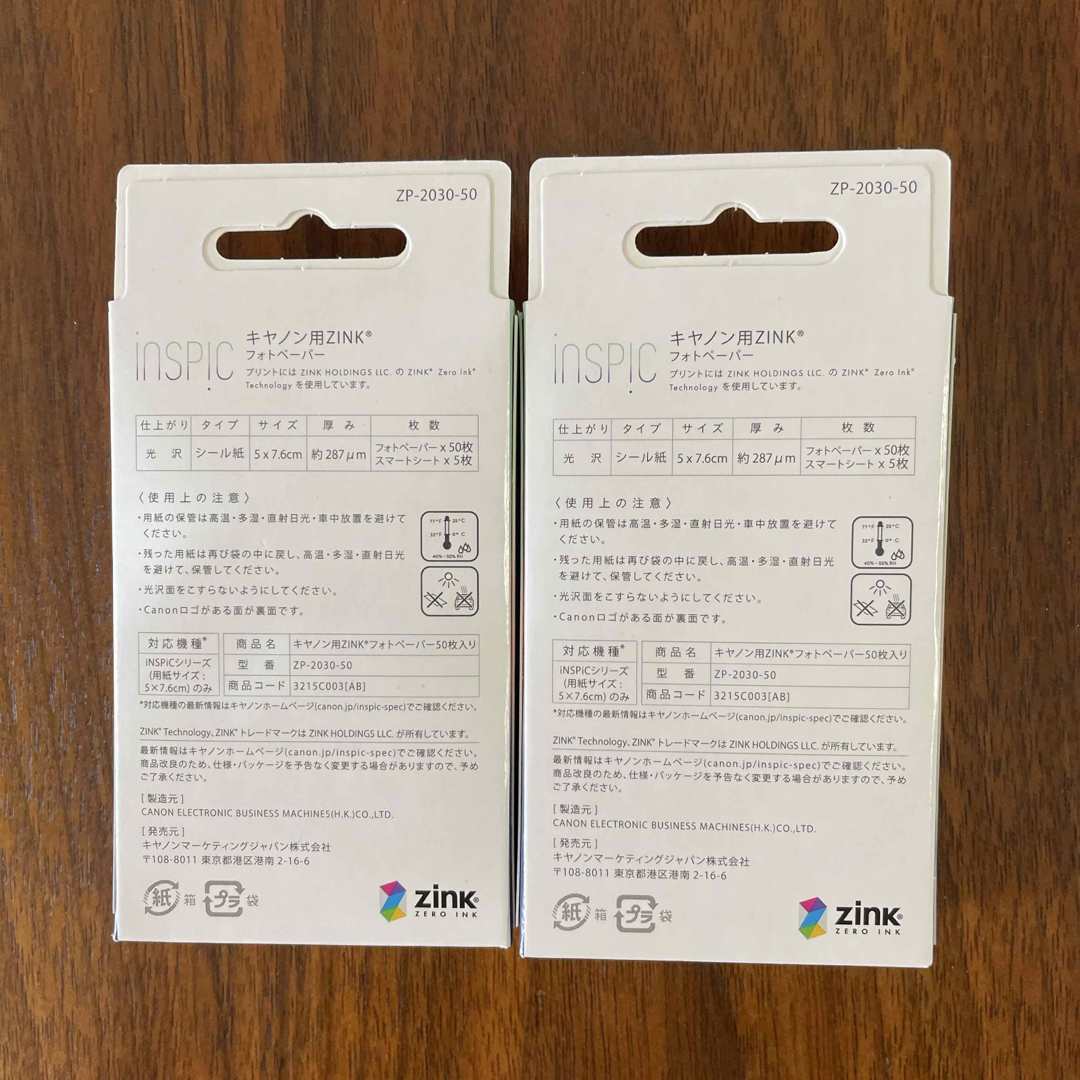 ZP-2030-50
iNSPiC
キヤノン用ZINK®
フォトペーパー
プリントには ZINK HOLDINGS LLC. の ZINK® Zero Ink®
Technology を使用しています。
仕上がり タイプ サイズ 厚み 枚数
光沢 シール紙 5x7.6cm 約287μm フォトペーパー x 50枚
スマートシート x 5枚
〈使用上の注意〉
・用紙の保管は高温・多湿・直射日光・車中放置を避けて
ください。
・残った用紙は再び袋の中に戻し、高温・多湿・直射日光
を避けて、保管してください。
・光沢面をこすらないようにしてください。
・Canonロゴがある面が裏面です。
77°F 25°C
32°F 0°C
40% - 55% RH
対応機種* 商品名 キヤノン用ZINK®フォトペーパー50枚入り
iNSPiCシリーズ
(用紙サイズ:
5×7.6cm) のみ
型番 ZP-2030-50
商品コード 3215C003[AB]
*対応機種の最新情報はキヤノンホームページ(canon.jp/inspic-spec)でご確認ください。
ZINK® Technology、ZINK® トレードマークは ZINK HOLDINGS LLC. が所有しています。
最新情報はキヤノンホームページ(canon.jp/inspic-spec)でご確認ください。
商品改良のため、仕様・パッケージを予告なく変更する場合がありますので、予め
ご了承ください。
[製造元]
CANON ELECTRONIC BUSINESS MACHINES(H.K.)CO.,LTD.
[発売元]
キヤノンマーケティングジャパン株式会社
〒108-8011 東京都港区港南 2-16-6
紙 箱 プラ 袋
zink®
ZERO INK
ZP-2030-50
iNSPiC
キヤノン用ZINK®
フォトペーパー
プリントには ZINK HOLDINGS LLC. の ZINK® Zero Ink®
Technology を使用しています。
仕上がり タイプ サイズ 厚み 枚数
光沢 シール紙 5x7.6cm 約287μm フォトペーパー x 50枚
スマートシート x 5枚
〈使用上の注意〉
・用紙の保管は高温・多湿・直射日光・車中放置を避けて
ください。
・残った用紙は再び袋の中に戻し、高温・多湿・直射日光
を避けて、保管してください。
・光沢面をこすらないようにしてください。
・Canonロゴがある面が裏面です。
77°F 25°C
32°F 0°C
40% - 55% RH
対応機種* 商品名 キヤノン用ZINK®フォトペーパー50枚入り
iNSPiCシリーズ
(用紙サイズ:
5×7.6cm) のみ
型番 ZP-2030-50
商品コード 3215C003[AB]
*対応機種の最新情報はキヤノンホームページ(canon.jp/inspic-spec)でご確認ください。
ZINK® Technology、ZINK® トレードマークは ZINK HOLDINGS LLC. が所有しています。
最新情報はキヤノンホームページ(canon.jp/inspic-spec)でご確認ください。
商品改良のため、仕様・パッケージを予告なく変更する場合がありますので、予め
ご了承ください。
[製造元]
CANON ELECTRONIC BUSINESS MACHINES(H.K.)CO.,LTD.
[発売元]
キヤノンマーケティングジャパン株式会社
〒108-8011 東京都港区港南 2-16-6
紙 箱 プラ 袋
zink®
ZERO INK